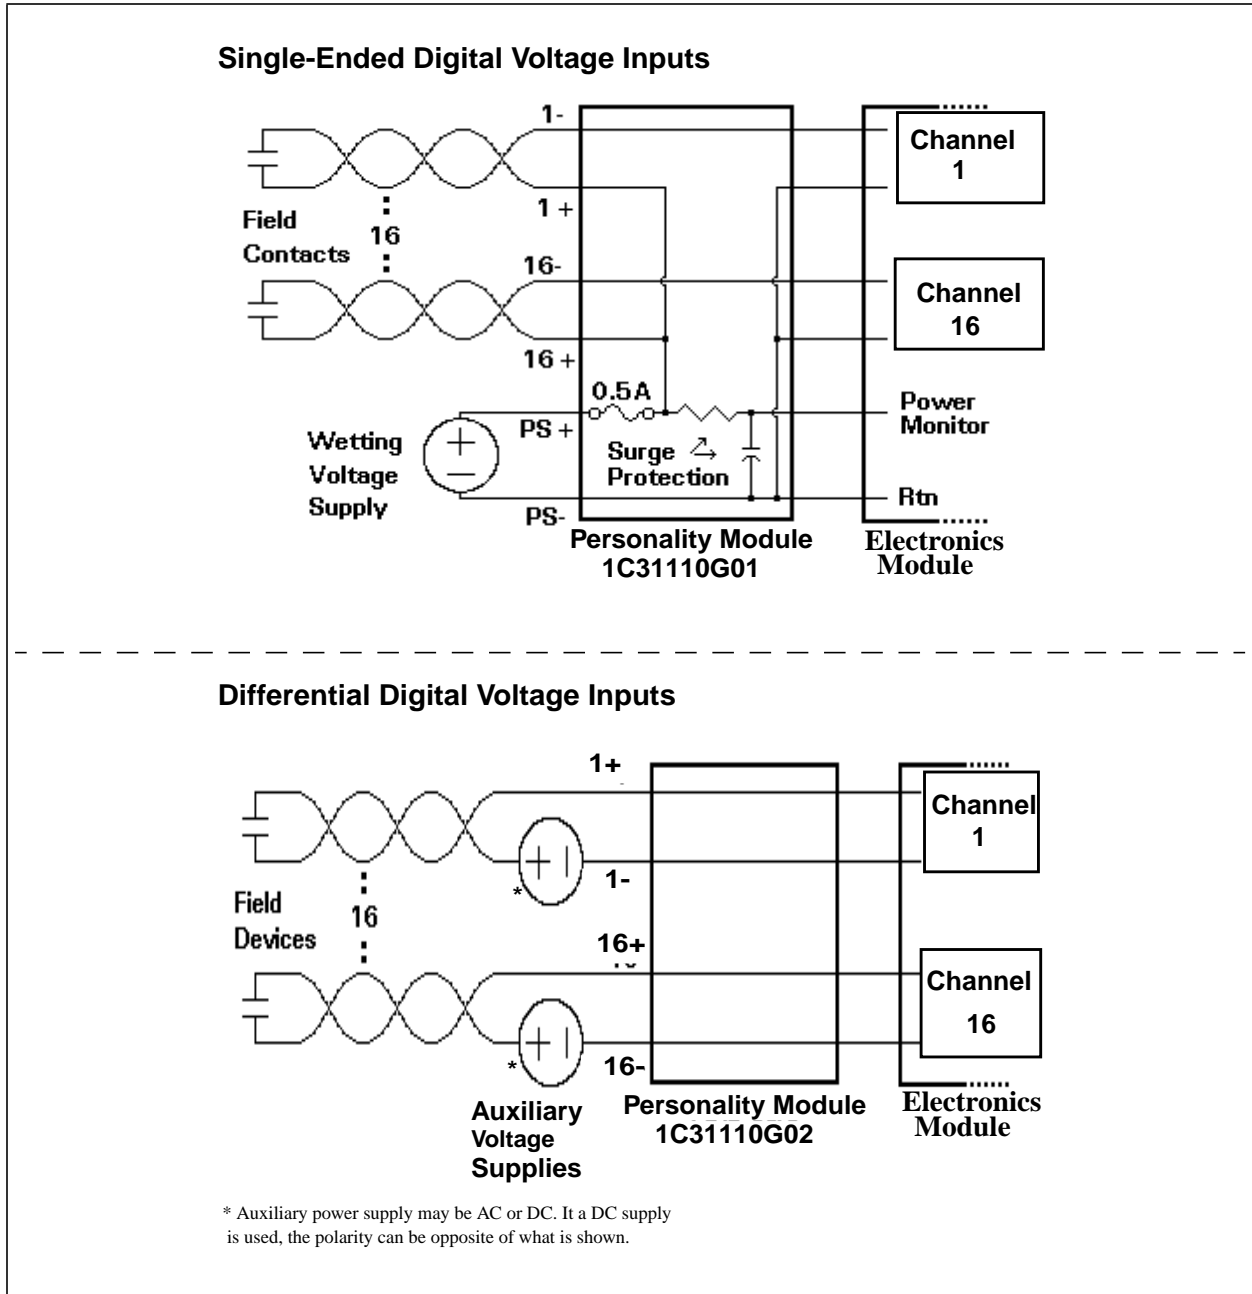 Single-Ended Digital Voltage Inputs
1-
Channel
1
1 +
Field
Contacts
16
16-
Channel
16
16 +
0.5A
PS +
Power
Monitor
Wetting
Voltage
Supply
Surge
Protection
PS-
Rtn
Personality Module
1C31110G01
Electronics
Module
Differential Digital Voltage Inputs
1+
Channel
1
1-
*
Field
Devices
16
16+
Channel
16
*
16-
Auxiliary
Voltage
Supplies
Personality Module
1C31110G02
Electronics
Module
* Auxiliary power supply may be AC or DC. It a DC supply
is used, the polarity can be opposite of what is shown.